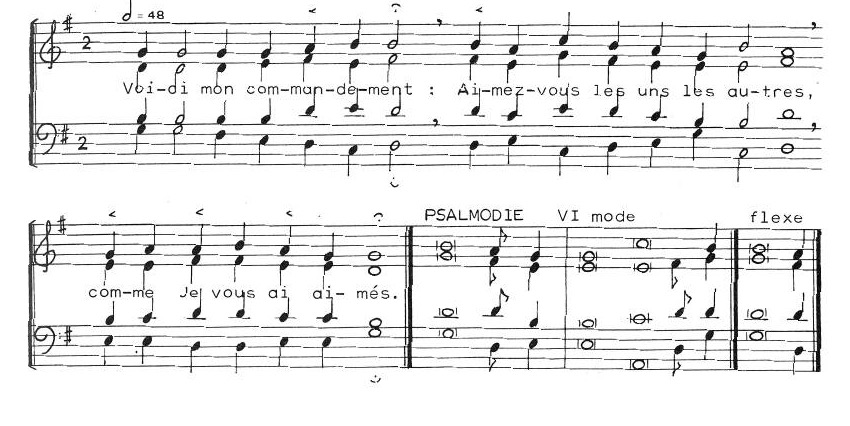 𝅗𝅥 = 48
Voi-di mon com-man-de-ment : Ai-mez-vous les uns les au-tres,
PSALMODIE VI mode flexe
com-me Je vous ai ai- més.